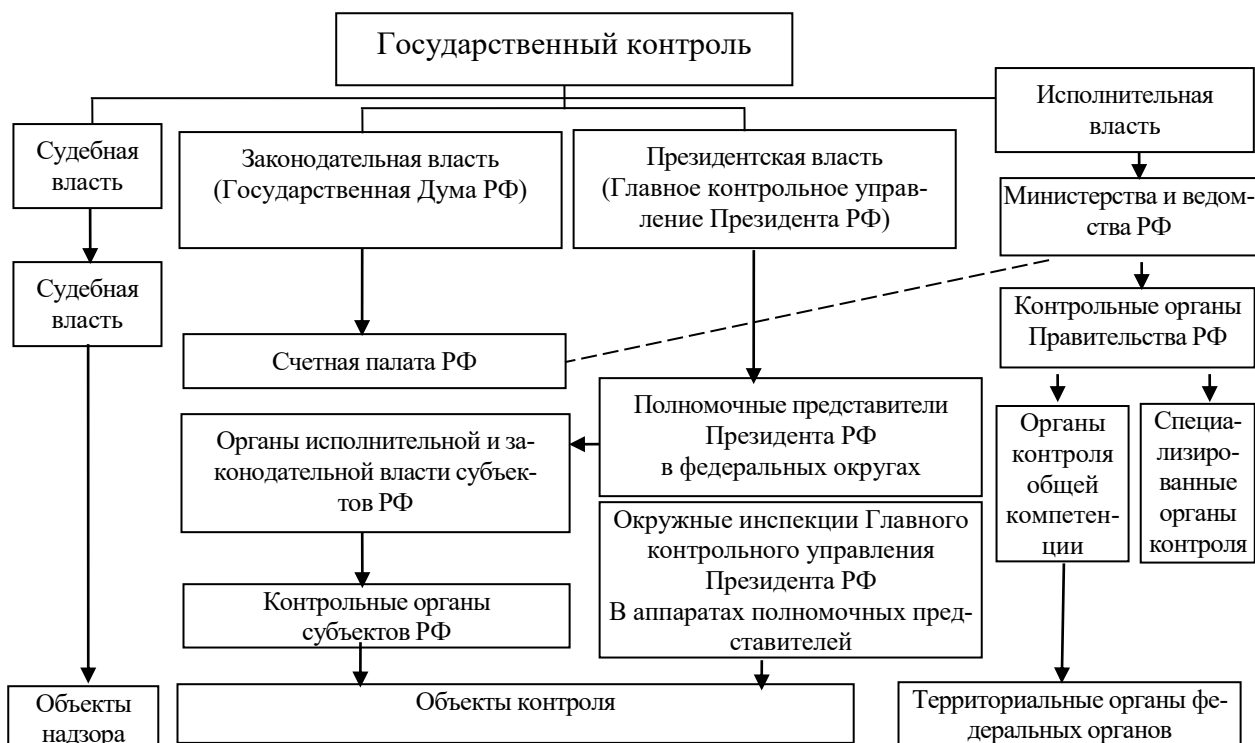 Государственный контроль
Судебная
власть
Законодательная власть
(Государственная Дума РФ)
Президентская власть
(Главное контрольное управ-
ление Президента РФ)
Исполнительная
власть
Министерства и ведом-
ства РФ
Судебная
власть
Счетная палата РФ
Контрольные органы
Правительства РФ
Органы исполнительной и за-
конодательной власти субъек-
тов РФ
Полномочные представители
Президента РФ
в федеральных округах
Органы
контроля
общей
компетен-
ции
Специа-
лизиро-
ванные
органы
контроля
Окружные инспекции Главного
контрольного управления
Президента РФ
В аппаратах полномочных пред-
ставителей
Контрольные органы
субъектов РФ
Объекты
надзора
Объекты контроля
Территориальные органы фе-
деральных органов